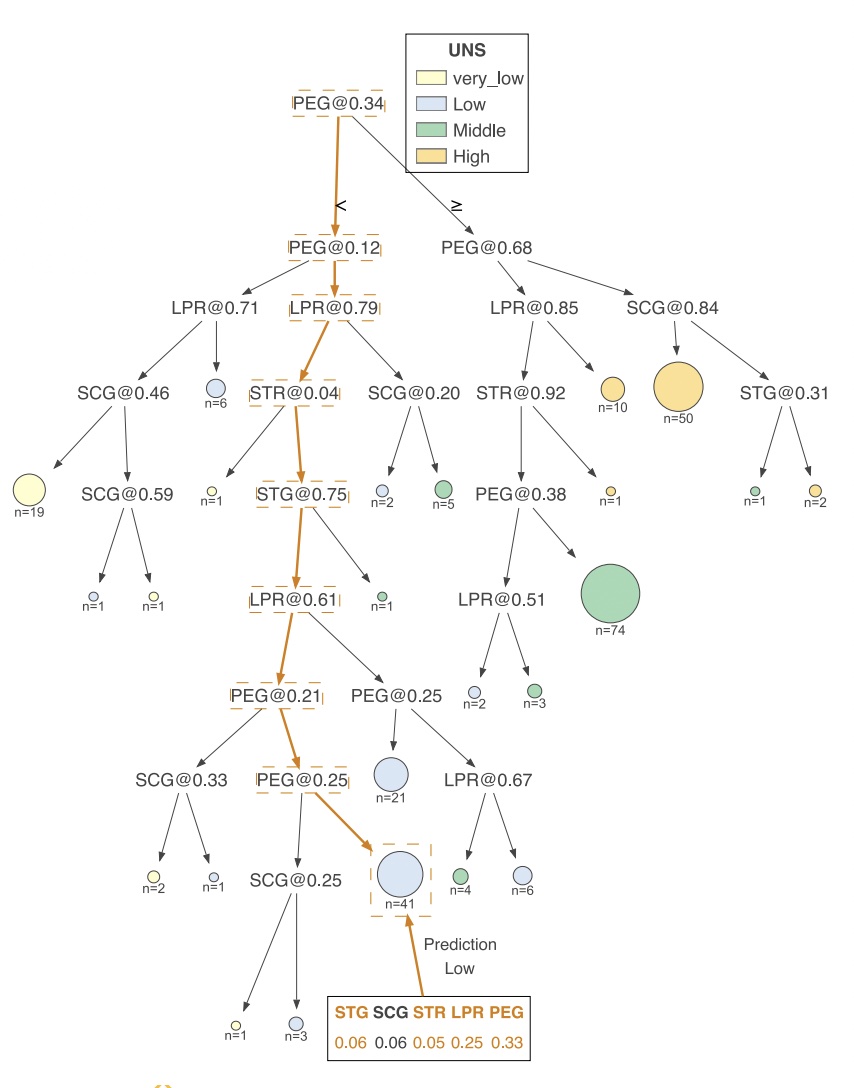 UNS
very_low
Low
Middle
High
PEG@0.34
<
≥
PEG@0.12
PEG@0.68
LPR@0.71
LPR@0.79
LPR@0.85
SCG@0.84
SCG@0.46
n=6
STR@0.04
SCG@0.20
STR@0.92
n=10
n=50
STG@0.31
n=19
SCG@0.59
n=1
STG@0.75
n=2
n=5
PEG@0.38
n=1
n=1
n=2
n=1
n=1
LPR@0.61
n=1
LPR@0.51
n=74
PEG@0.21
PEG@0.25
n=2
n=3
SCG@0.33
PEG@0.25
n=21
LPR@0.67
n=2
n=1
SCG@0.25
n=41
n=4
n=6
Prediction
Low
n=1
n=3
STG SCG STR LPR PEG
0.06 0.06 0.05 0.25 0.33